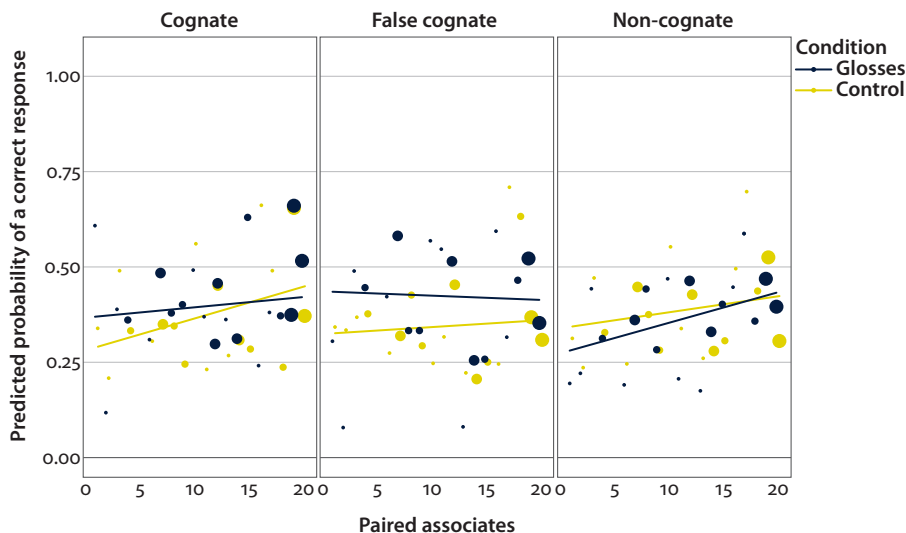 Cognate
False cognate
Non-cognate
Condition
Glosses
Control
Predicted probability of a correct response
1.00
0.75
0.50
0.25
0.00
0 5 10 15 20
0 5 10 15 20
0 5 10 15 20
Paired associates